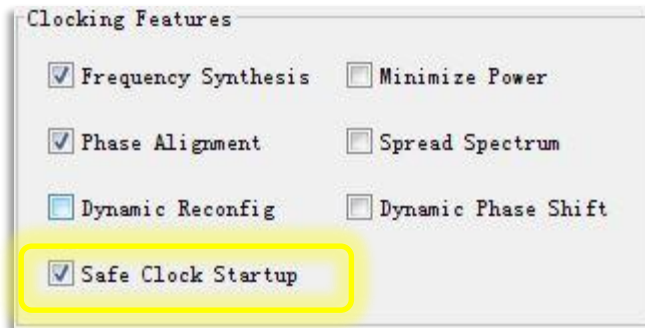 Clocking Features
Frequency Synthesis Minimize Power
Phase Alignment Spread Spectrum
Dynamic Reconfig Dynamic Phase Shift
Safe Clock Startup